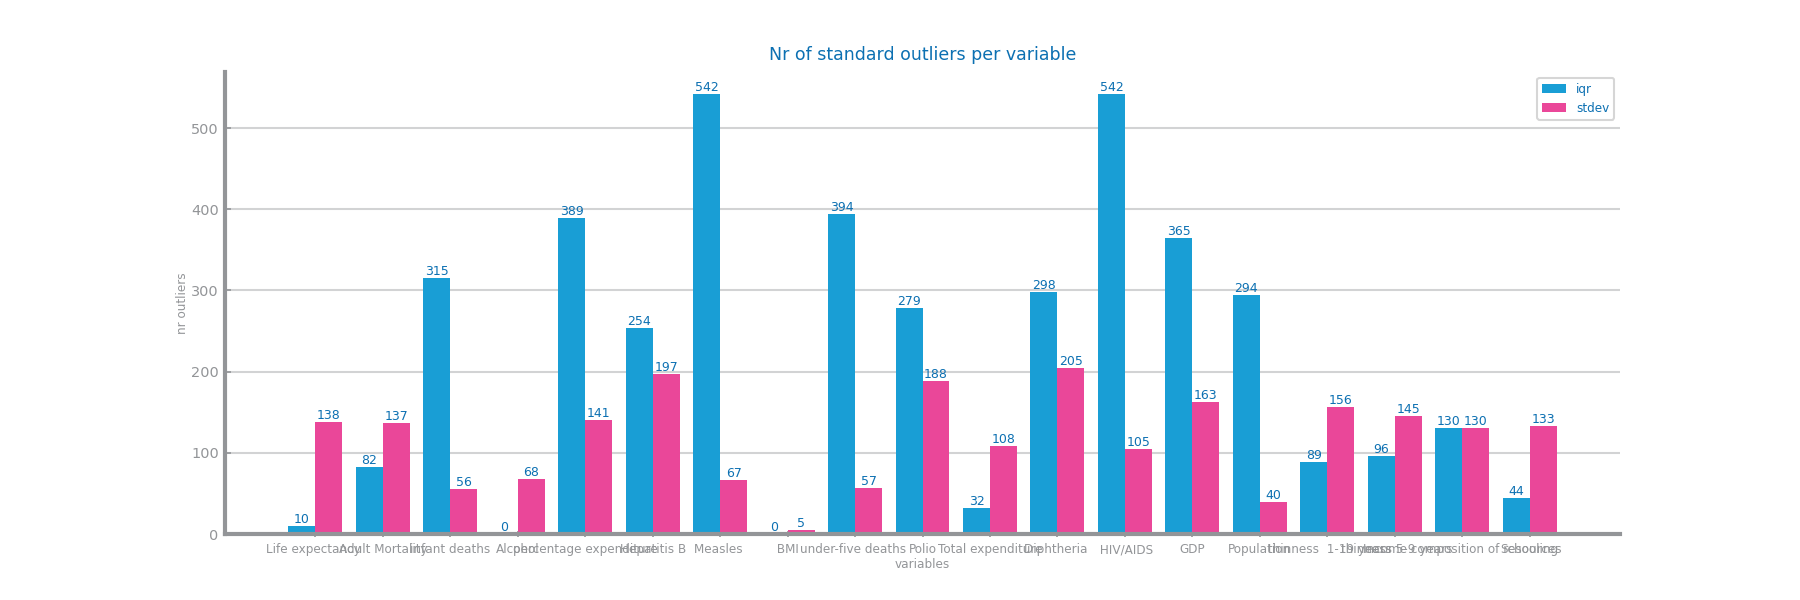 Nr of standard outliers per variable
iqr
stdev
nr outliers
500
400
300
200
100
0
10
138
82
137
315
56
0
68
389
141
254
197
542
67
0
5
394
57
279
188
32
108
298
205
542
105
365
163
294
40
89
156
96
145
130
130
44
133
Life expectancy
Adult Mortality
infant deaths
Alcohol
percentage expenditure
Hepatitis B
Measles
BMI
under-five deaths
Polio
Total expenditure
Diphtheria
HIV/AIDS
GDP
Population
thinness 1-19 years
thinness 5-9 years
Income composition of resources
Schooling
variables